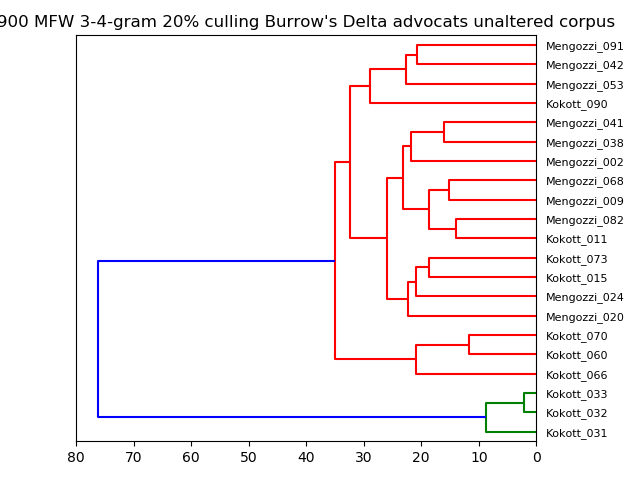 900 MFW 3-4-gram 20% culling Burrow's Delta advocats unaltered corpus
Mengozzi_091
Mengozzi_042
Mengozzi_053
Kokott_090
Mengozzi_041
Mengozzi_038
Mengozzi_002
Mengozzi_068
Mengozzi_009
Mengozzi_082
Kokott_011
Kokott_073
Kokott_015
Mengozzi_024
Mengozzi_020
Kokott_070
Kokott_060
Kokott_066
Kokott_033
Kokott_032
Kokott_031
80 70 60 50 40 30 20 10 0